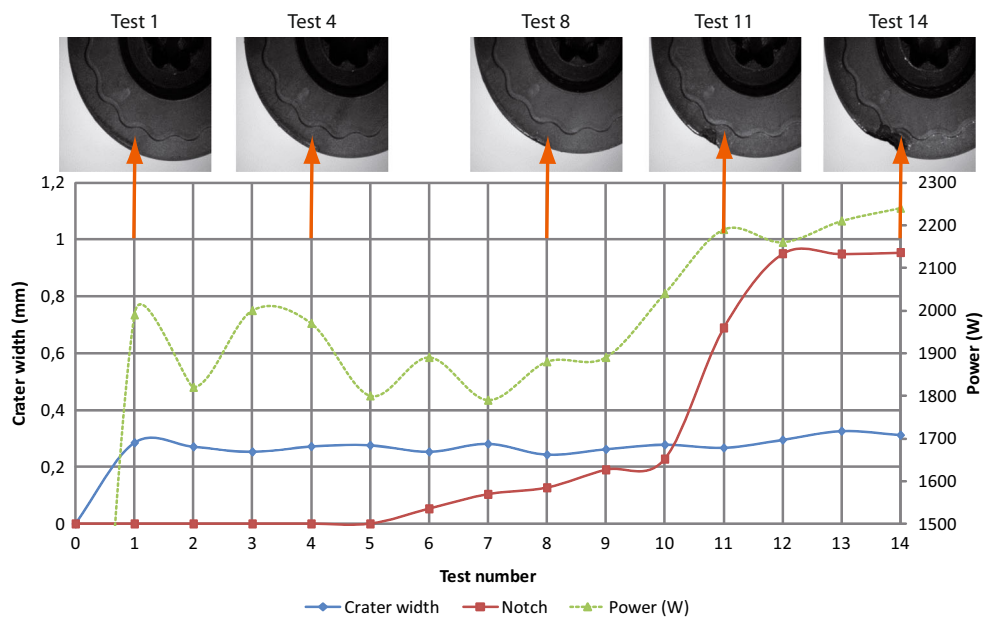 Test 1 Test 4 Test 8 Test 11 Test 14
1,2 2300
2200
1
2100
0,8
2000
0,6 1900
1800
0,4
1700
0,2
1600
0 1500
Crater width (mm)
Power (W)
0 1 2 3 4 5 6 7 8 9 10 11 12 13 14
Test number
Crater width Notch Power (W)